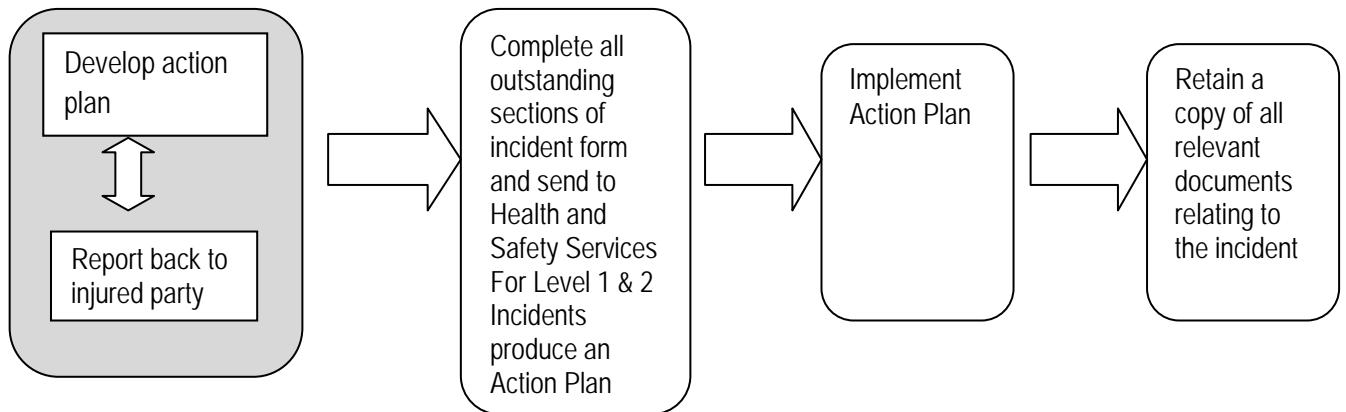 Develop action
plan
Report back to
injured party
Complete all
outstanding
sections of
incident form
and send to
Health and
Safety Services
For Level 1 & 2
Incidents
produce an
Action Plan
Implement
Action Plan
Retain a
copy of all
relevant
documents
relating to
the incident